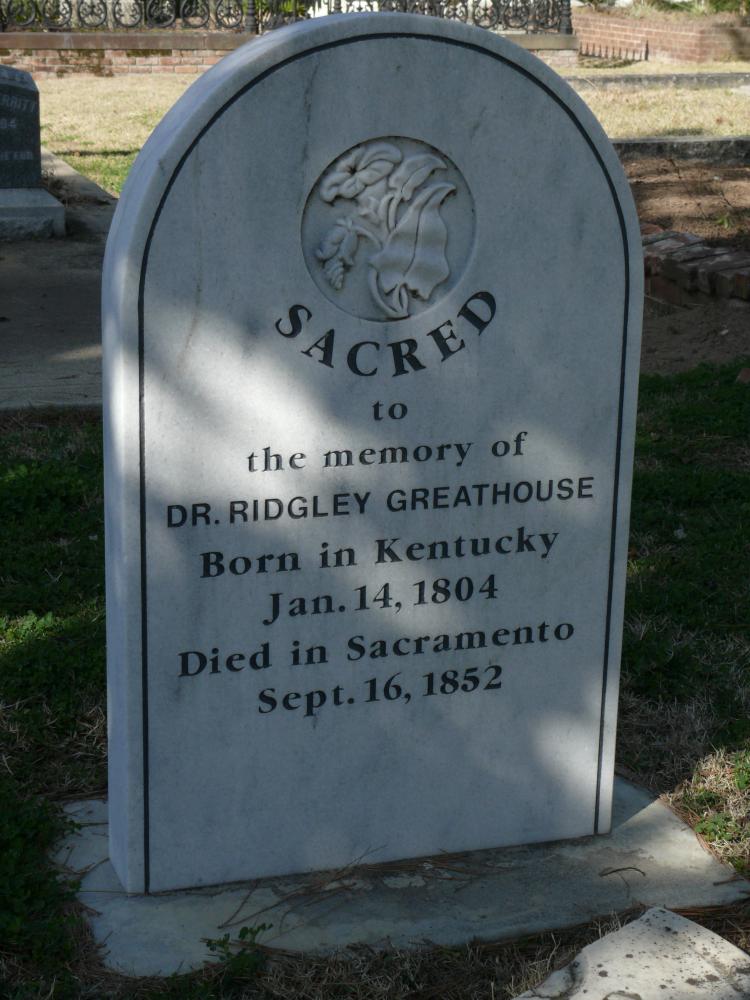 SACRED
to
the memory of
DR. RIDGLEY GREATHOUSE
Born in Kentucky
Jan. 14, 1804
Died in Sacramento
Sept. 16, 1852